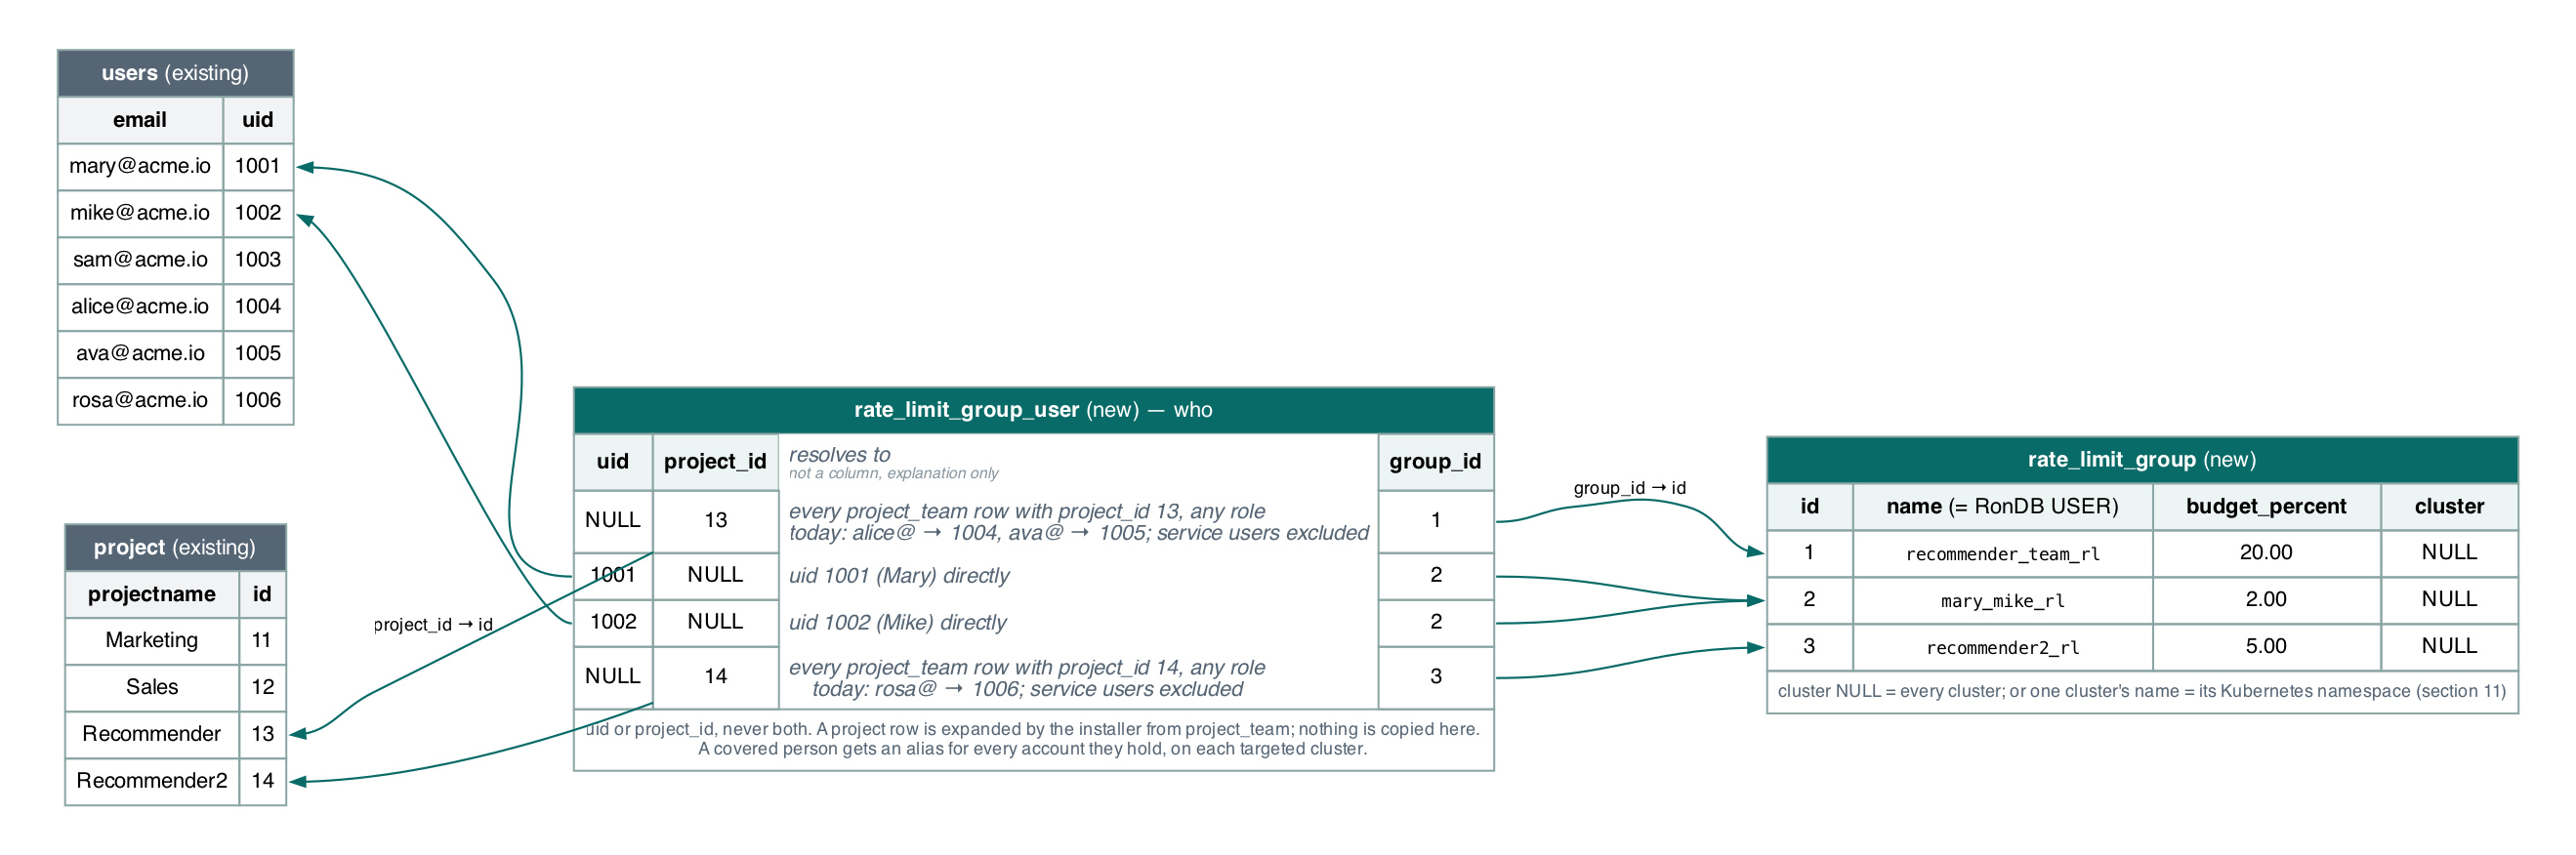 users (existing)
email uid
mary@acme.io 1001
mike@acme.io 1002
sam@acme.io 1003
alice@acme.io 1004
ava@acme.io 1005
rosa@acme.io 1006
project (existing)
projectname id
Marketing 11
Sales 12
Recommender 13
Recommender2 14
project_id → id
rate_limit_group_user (new) — who
uid project_id resolves to group_id
not a column, explanation only
NULL 13 every project_team row with project_id 13, any role 1
today: alice@ → 1004, ava@ → 1005; service users excluded
1001 NULL uid 1001 (Mary) directly 2
1002 NULL uid 1002 (Mike) directly 2
NULL 14 every project_team row with project_id 14, any role 3
today: rosa@ → 1006; service users excluded
uid or project_id, never both. A project row is expanded by the installer from project_team; nothing is copied here.
A covered person gets an alias for every account they hold, on each targeted cluster.
group_id → id
rate_limit_group (new)
id name (= RonDB USER) budget_percent cluster
1 recommender_team_rl 20.00 NULL
2 mary_mike_rl 2.00 NULL
3 recommender2_rl 5.00 NULL
cluster NULL = every cluster; or one cluster's name = its Kubernetes namespace (section 11)